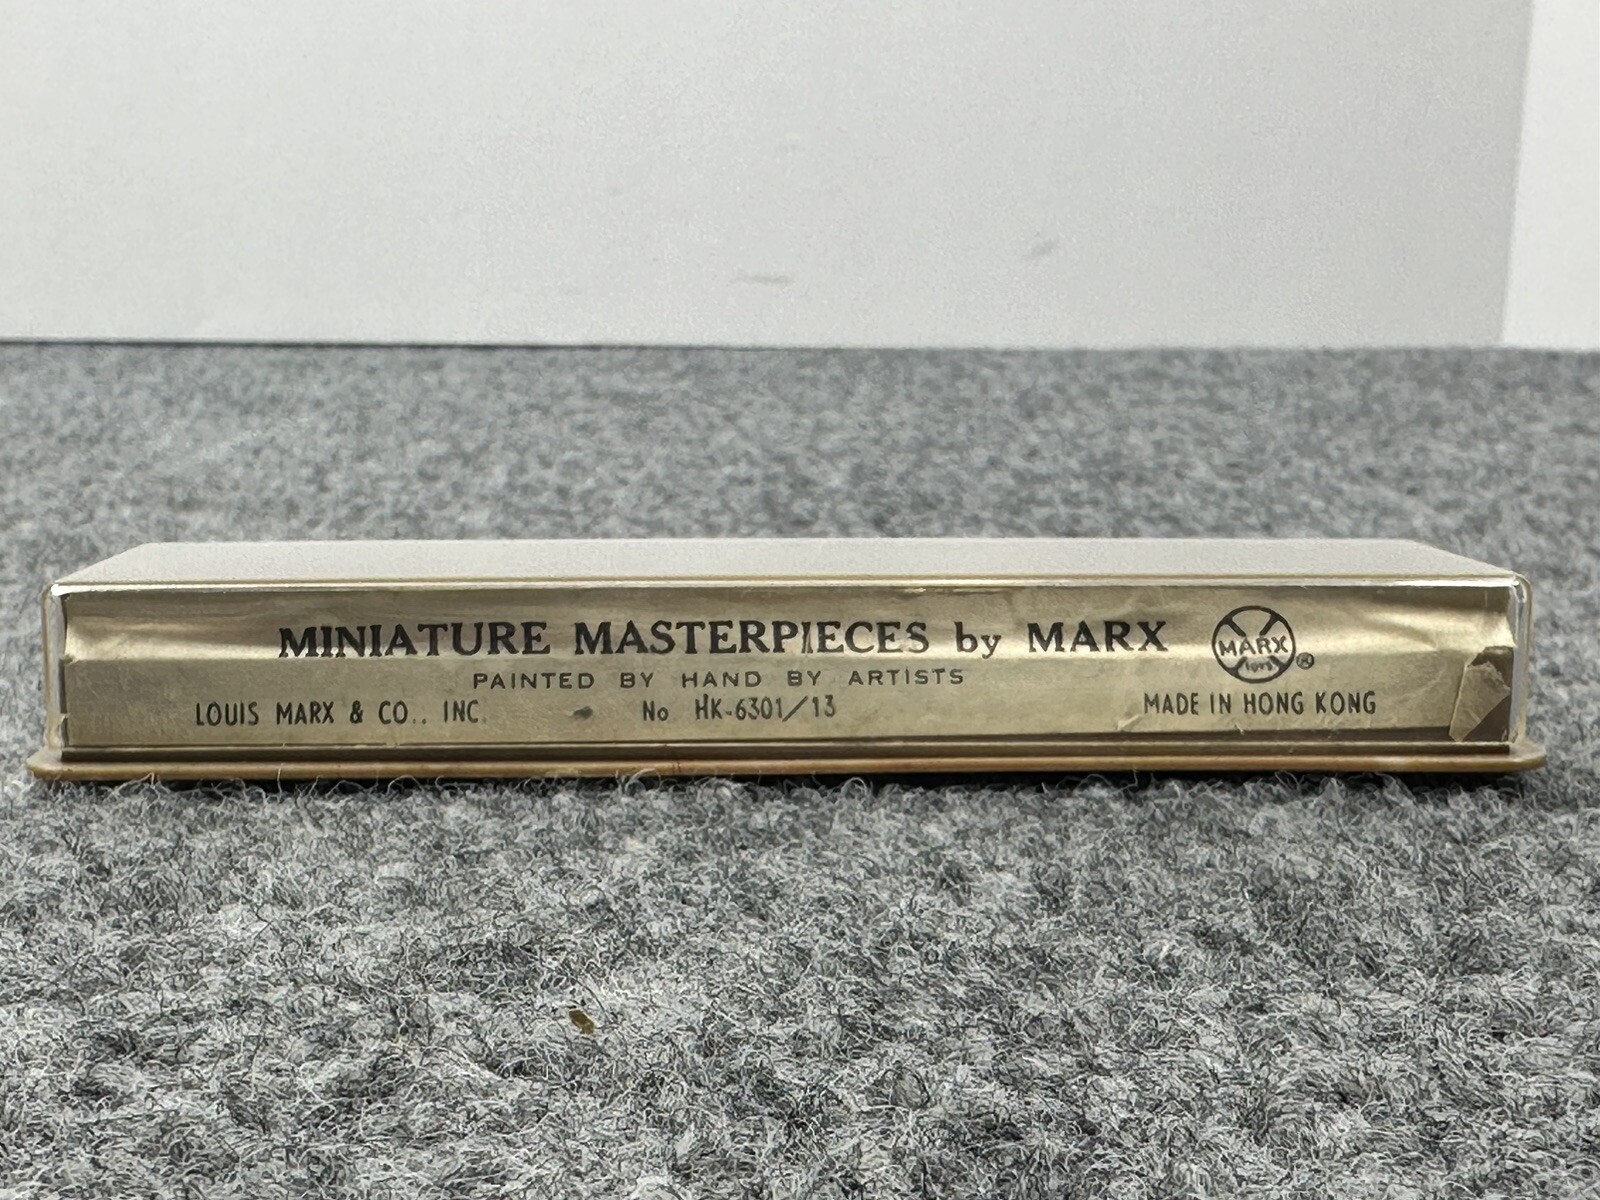 MINIATURE MASTERPIECES by MARX
MARX
TOYS
®
PAINTED BY HAND BY ARTISTS
LOUIS MARX & CO., INC.
No HK-6301/13
MADE IN HONG KONG